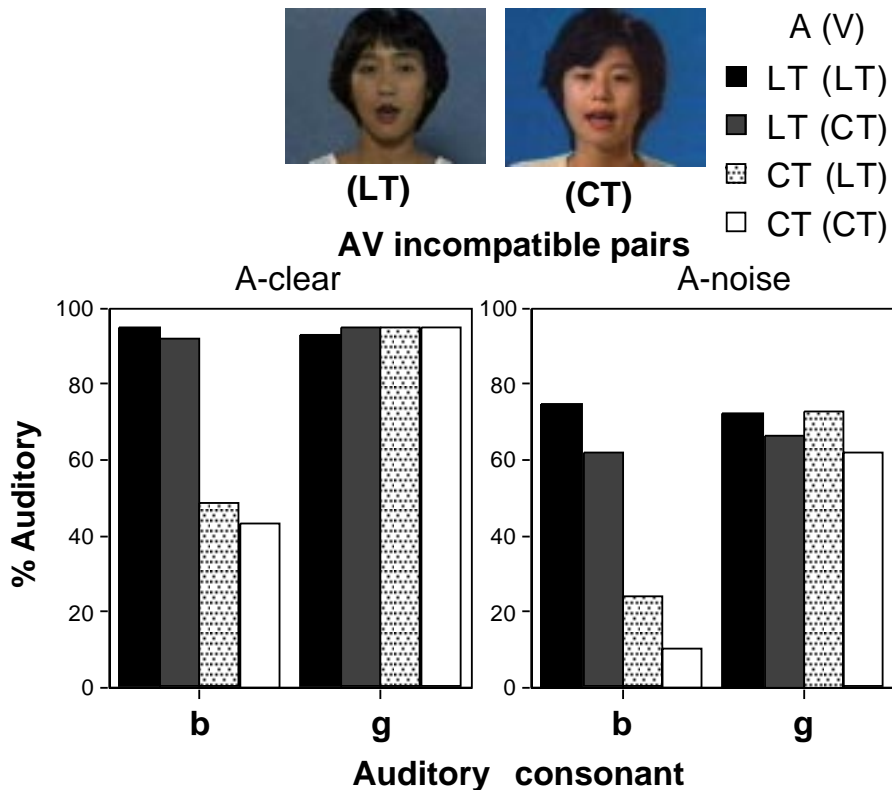 A (V)
LT (LT)
LT (CT)
CT (LT)
CT (CT)
(LT) (CT)
AV incompatible pairs
A-clear A-noise
% Auditory
100 100
80 80
60 60
40 40
20 20
0 0
b g b g
Auditory consonant